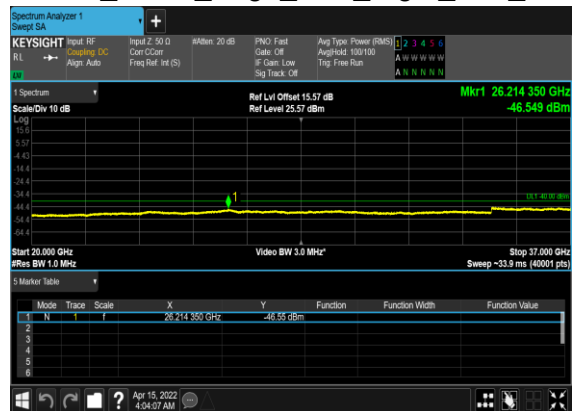 Spectrum Analyzer 1
Swept SA
KEYSIGHT Input: RF Input Z: 50 Ω #Atten: 20 dB PNO: Fast Avg Type: Power (RMS) 1 2 3 4 5 6
RL Coupling: DC Corr CCorr Gate: Off Avg|Hold: 100/100 A W W W W W
Align: Auto Freq Ref: Int (S) IF Gain: Low Trig: Free Run
Sig Track: Off A N N N N N
LXI
1 Spectrum Ref Lvl Offset 15.57 dB Mkr1 26.214 350 GHz
Scale/Div 10 dB Ref Level 25.57 dBm -46.549 dBm
Log
15.6
5.57
-4.43
-14.4
-24.4
-34.4
-44.4
-54.4
-64.4
1
Start 20.000 GHz Video BW 3.0 MHz* Stop 37.000 GHz
#Res BW 1.0 MHz Sweep ~33.9 ms (40001 pts)
5 Marker Table
Mode Trace Scale X Y Function Function Width Function Value
1 N 1 f 26.214 350 GHz -46.55 dBm
2
3
4
5
6
? Apr 15, 2022
4:04:07 AM